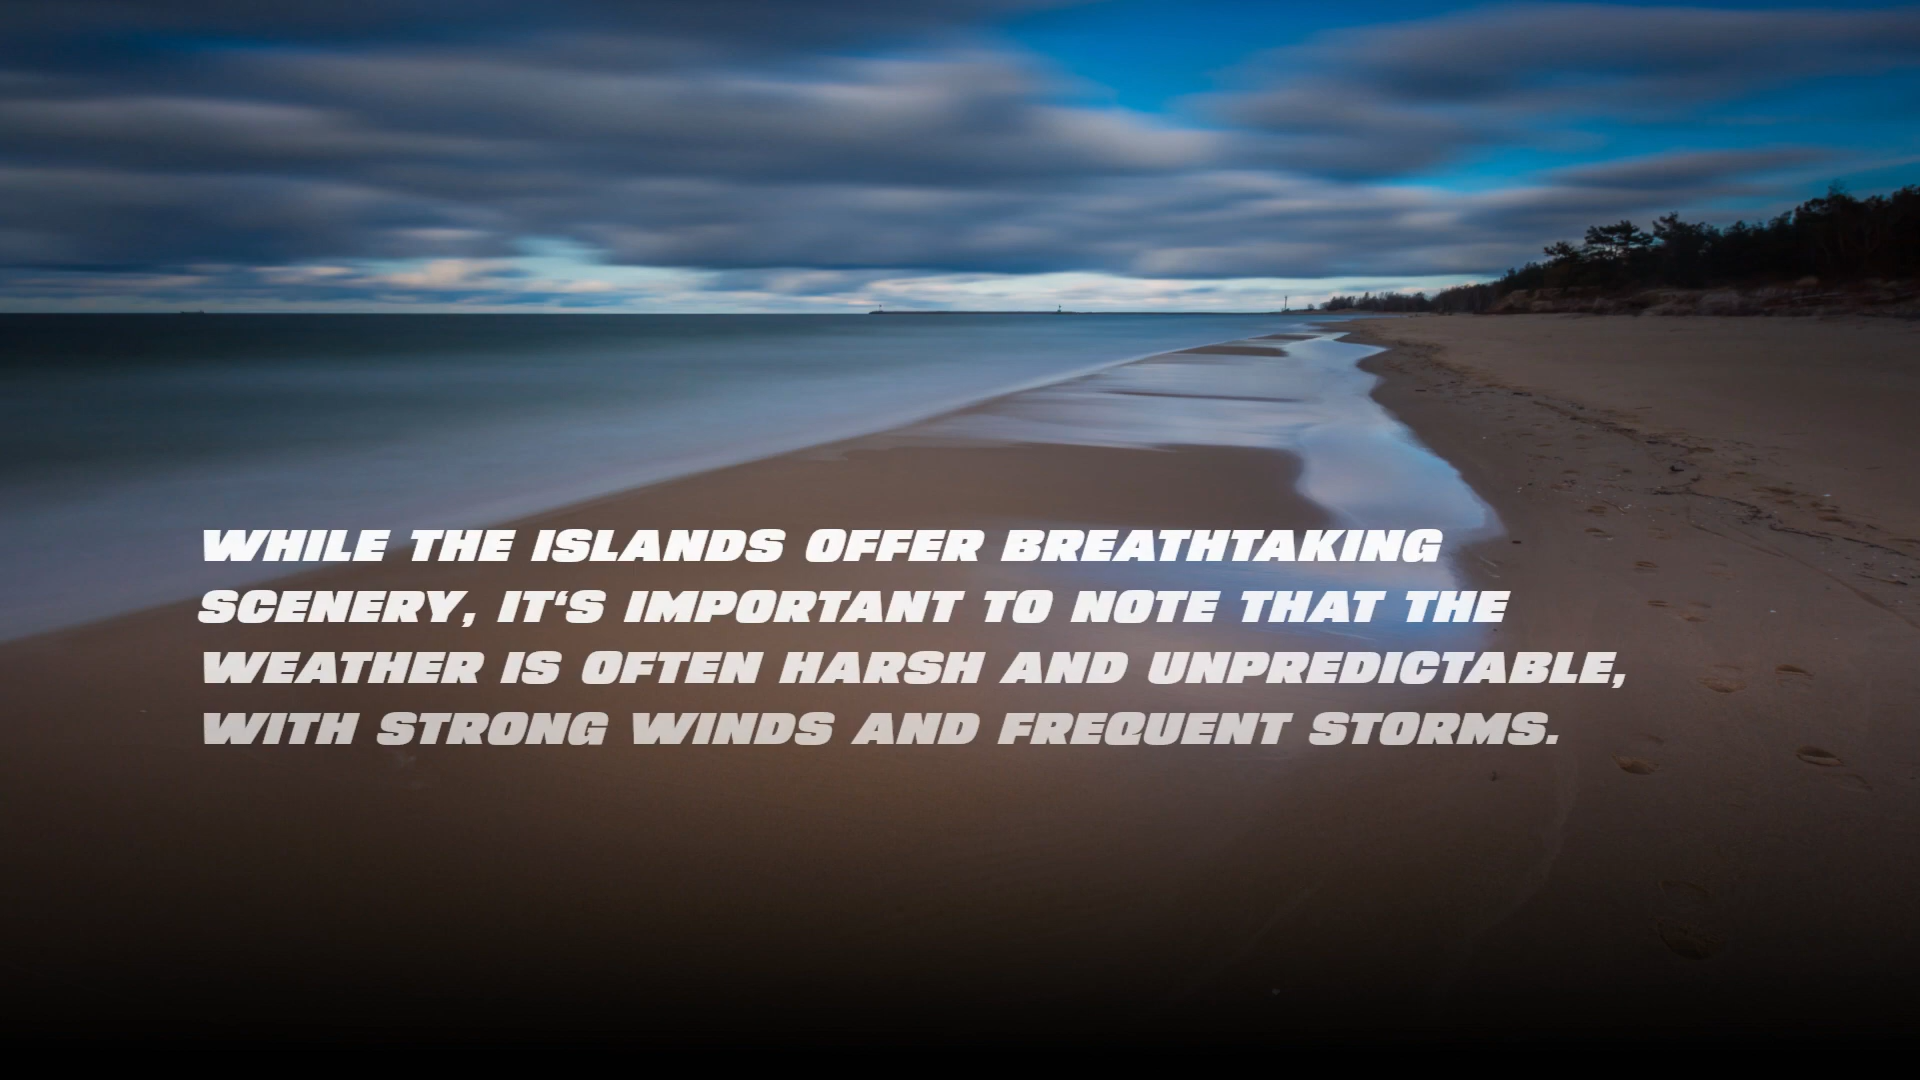 WHILE THE ISLANDS OFFER BREATHTAKING
SCENERY, IT‘S IMPORTANT TO NOTE THAT THE
WEATHER IS OFTEN HARSH AND UNPREDICTABLE,
WITH STRONG WINDS AND FREQUENT STORMS.